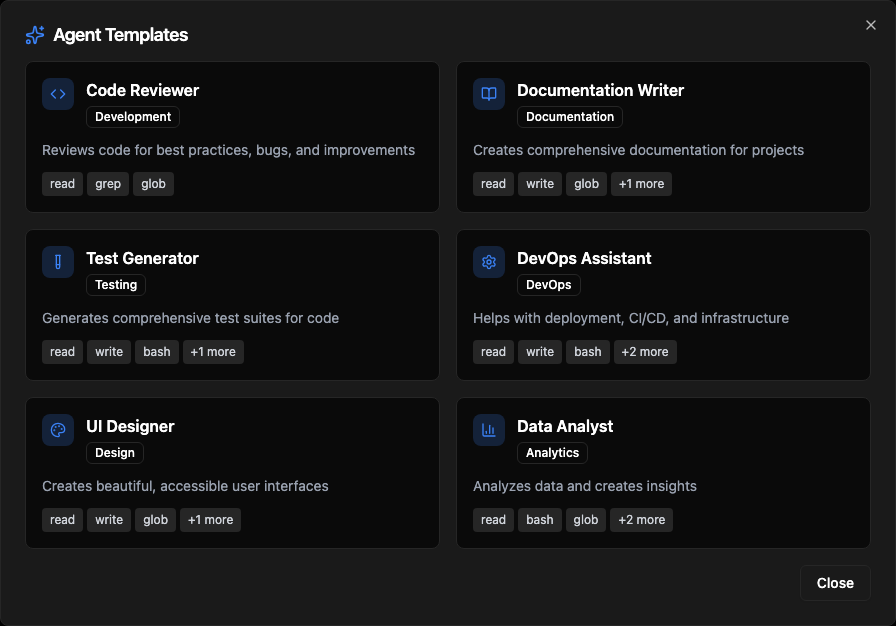 Agent Templates
Code Reviewer
Development
Reviews code for best practices, bugs, and improvements
read grep glob
Documentation Writer
Documentation
Creates comprehensive documentation for projects
read write glob +1 more
Test Generator
Testing
Generates comprehensive test suites for code
read write bash +1 more
DevOps Assistant
DevOps
Helps with deployment, CI/CD, and infrastructure
read write bash +2 more
UI Designer
Design
Creates beautiful, accessible user interfaces
read write glob +1 more
Data Analyst
Analytics
Analyzes data and creates insights
read bash glob +2 more
Close